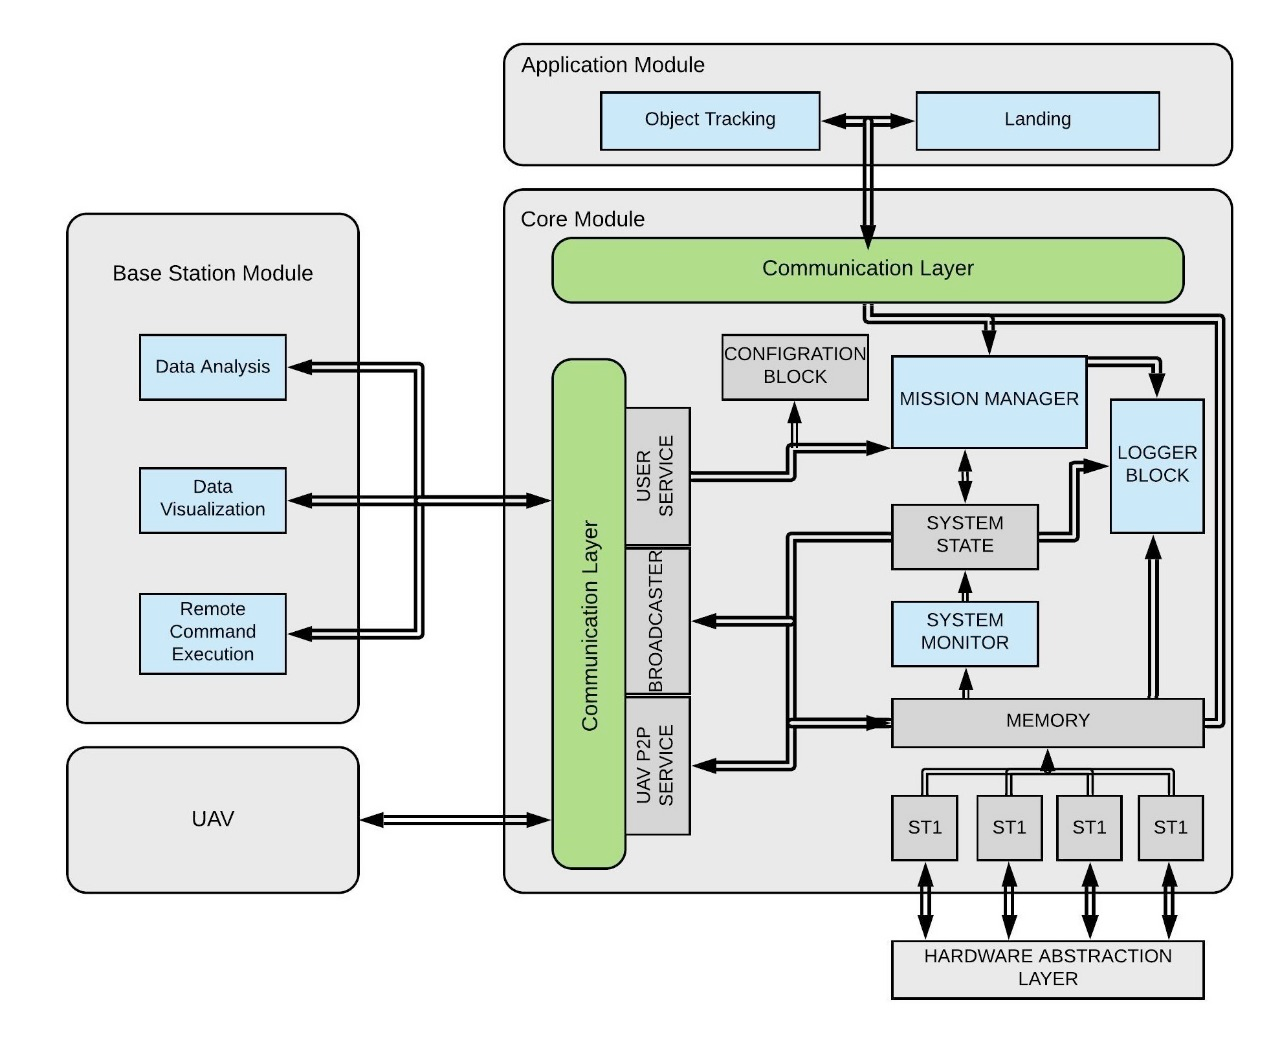 Application Module
Object Tracking
Landing
Core Module
Communication Layer
Base Station Module
Data Analysis
Data
Visualization
Remote
Command
Execution
UAV
Communication Layer
USER
SERVICE
BROADCASTER
UAV P2P
SERVICE
CONFIGRATION
BLOCK
MISSION MANAGER
LOGGER
BLOCK
SYSTEM
STATE
SYSTEM
MONITOR
MEMORY
ST1
ST1
ST1
ST1
HARDWARE ABSTRACTION
LAYER